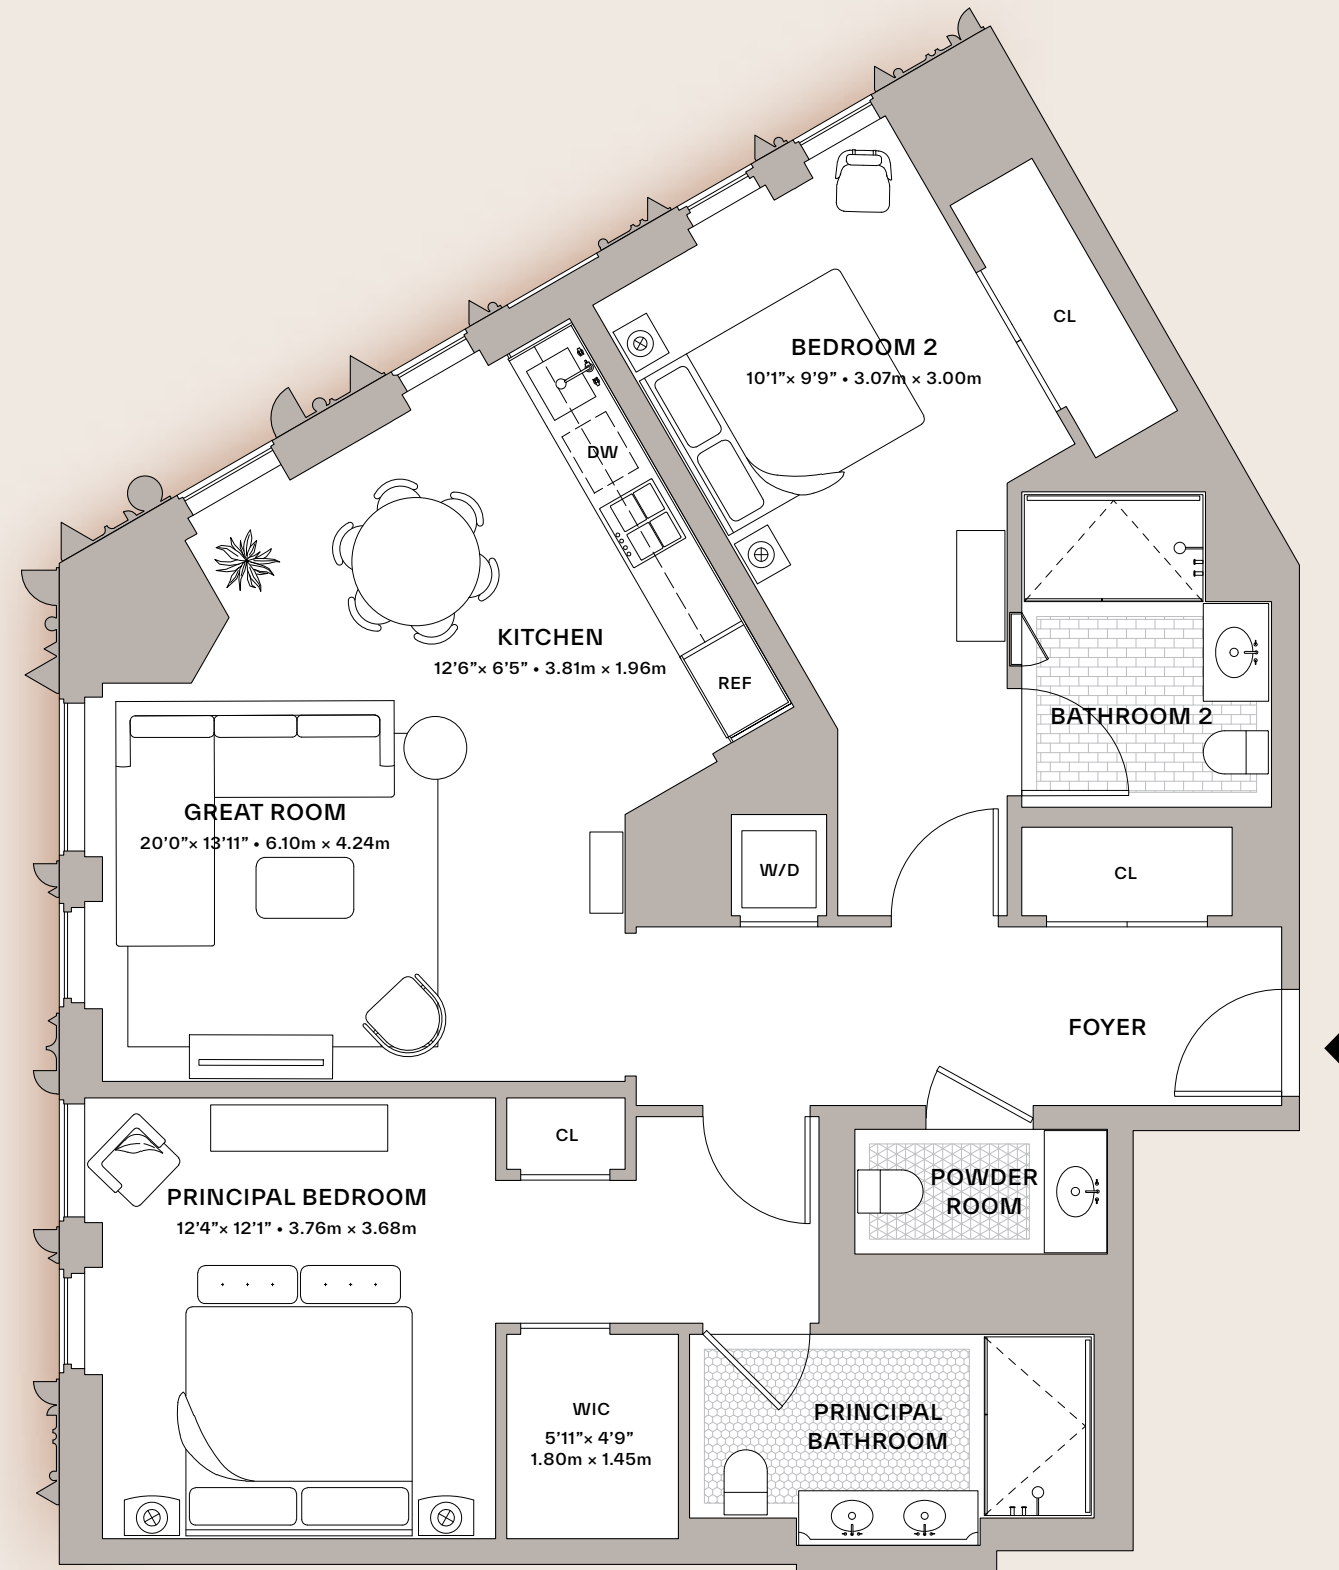 CL
BEDROOM 2
10'1"× 9'9" • 3.07m × 3.00m
DW
KITCHEN
12'6"× 6'5" • 3.81m × 1.96m
REF
BATHROOM 2
GREAT ROOM
20'0"× 13'11" • 6.10m × 4.24m
W/D
CL
FOYER
CL
POWDER
ROOM
PRINCIPAL BEDROOM
12'4"× 12'1" • 3.76m × 3.68m
WIC
5'11"× 4'9"
1.80m × 1.45m
PRINCIPAL
BATHROOM